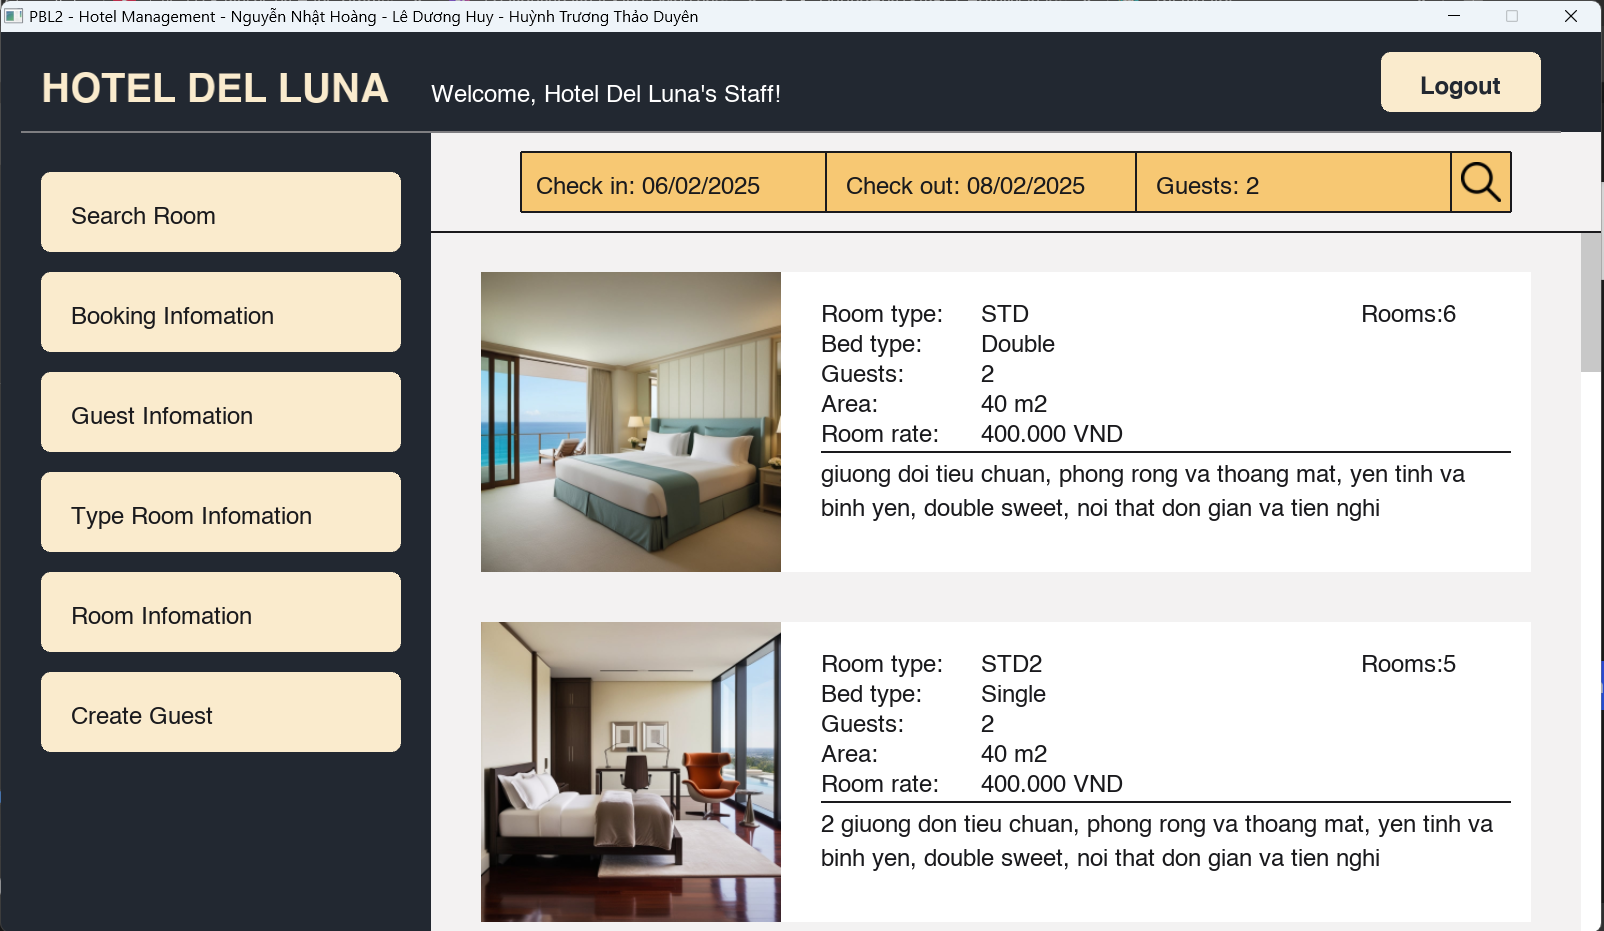 PBL2 - Hotel Management - Nguyễn Nhật Hoàng - Lê Dương Huy - Huỳnh Trương Thảo Duyên
HOTEL DEL LUNA
Welcome, Hotel Del Luna's Staff!
Logout
Search Room
Booking Infomation
Guest Infomation
Type Room Infomation
Room Infomation
Create Guest
Check in: 06/02/2025
Check out: 08/02/2025
Guests: 2
Room type: STD Rooms:6
Bed type: Double
Guests: 2
Area: 40 m2
Room rate: 400.000 VND
giuong doi tieu chuan, phong rong va thoang mat, yen tinh va
binh yen, double sweet, noi that don gian va tien nghi
Room type: STD2 Rooms:5
Bed type: Single
Guests: 2
Area: 40 m2
Room rate: 400.000 VND
2 giuong don tieu chuan, phong rong va thoang mat, yen tinh va
binh yen, double sweet, noi that don gian va tien nghi